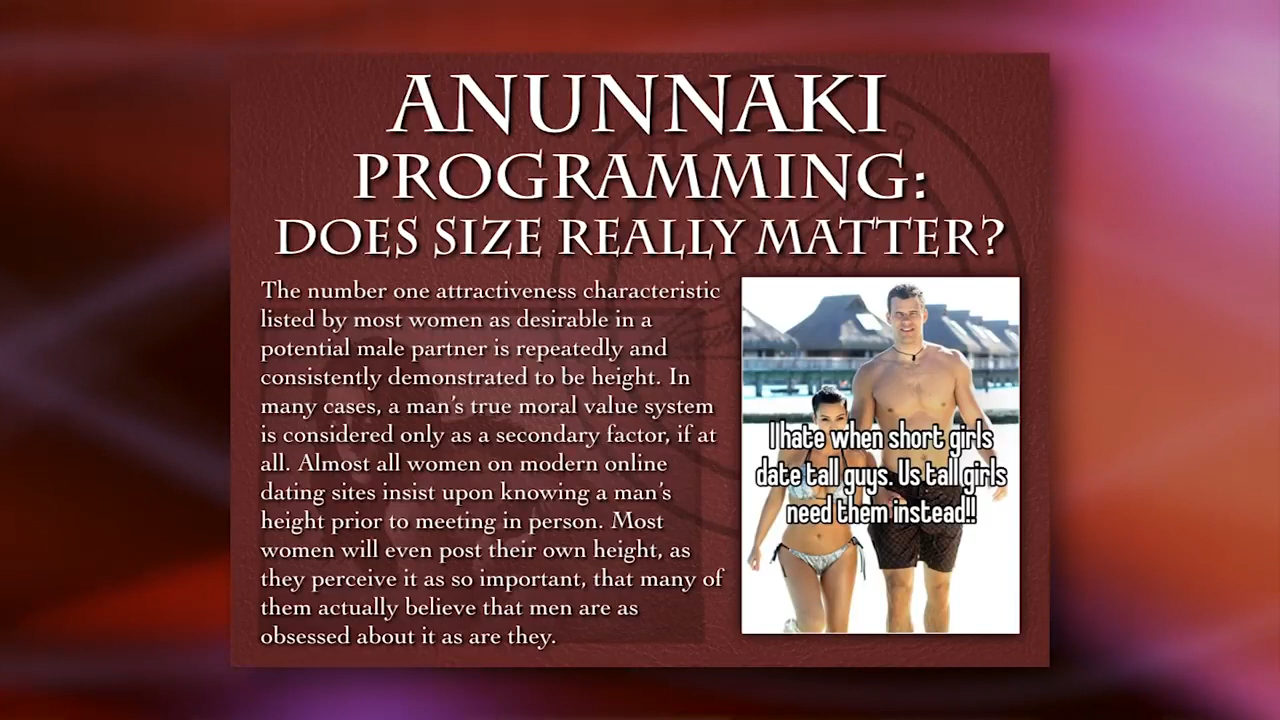 ANUNNAKI
PROGRAMMING:
DOES SIZE REALLY MATTER?
The number one attractiveness characteristic
listed by most women as desirable in a
potential male partner is repeatedly and
consistently demonstrated to be height. In
many cases, a man's true moral value system
is considered only as a secondary factor, if at
all. Almost all women on modern online
dating sites insist upon knowing a man's
height prior to meeting in person. Most
women will even post their own height, as
they perceive it as so important, that many of
them actually believe that men are as
obsessed about it as are they.
I hate when short girls
date tall guys. Us tall girls
need them instead!!